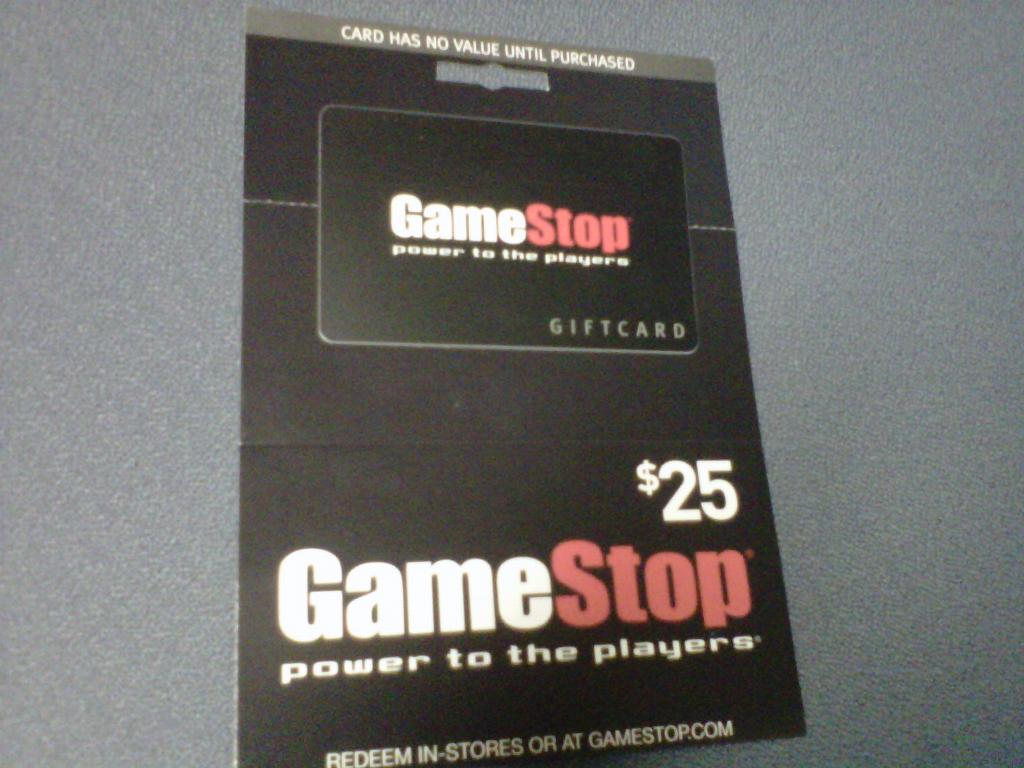 CARD HAS NO VALUE UNTIL PURCHASED
GameStop
power to the players
GIFTCARD
$25
GameStop®
power to the players®
REDEEM IN-STORES OR AT GAMESTOP.COM